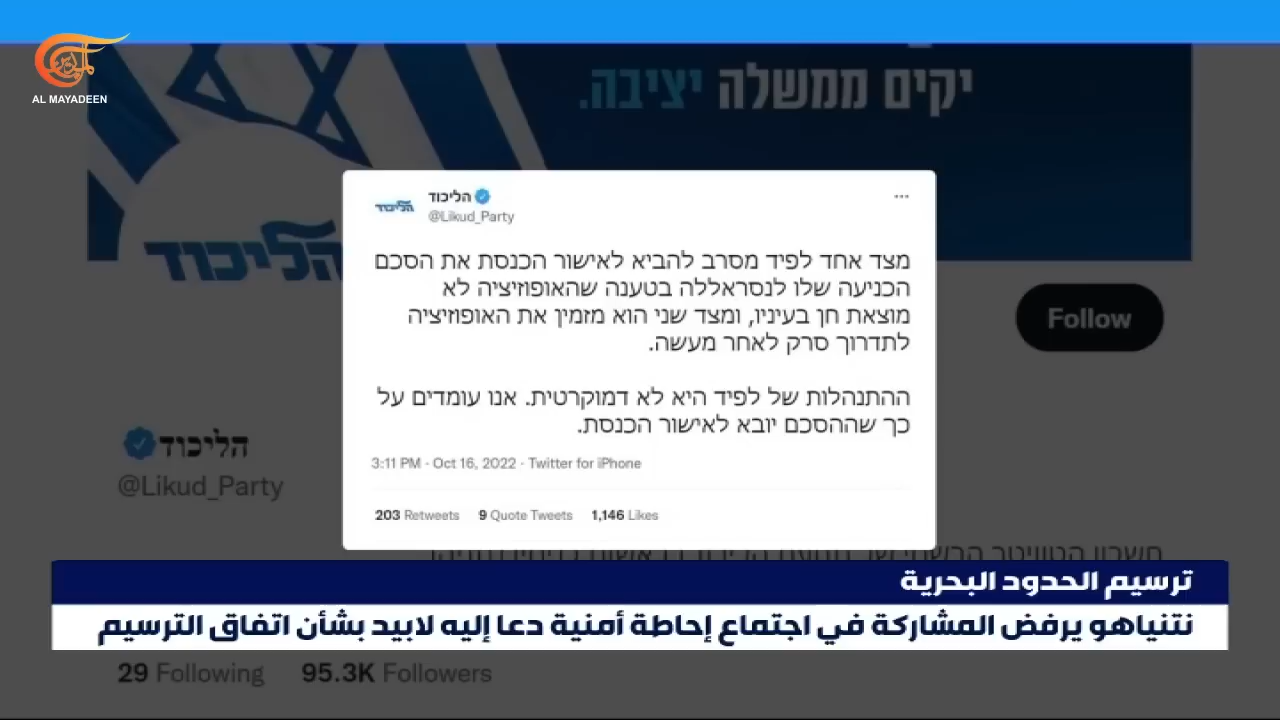 AL MAYADEEN
יקים ממשלה יציבה.
הליכוד
הליכוד
@Likud_Party
הליכוד
מצד אחד לפיד מסרב להביא לאישור הכנסת את הסכם
הכניעה שלו לנסראללה בטענה שהאופוזיציה לא
מוצאת חן בעיניו, ומצד שני הוא מזמין את האופוזיציה
לתדרוך סרק לאחר מעשה.
ההתנהלות של לפיד היא לא דמוקרטית. אנו עומדים על
כך שההסכם יובא לאישור הכנסת.
3:11 PM · Oct 16, 2022 · Twitter for iPhone
203 Retweets 9 Quote Tweets 1,146 Likes
Follow
הליכוד
@Likud_Party
ترسيم الحدود البحرية
نتنياهو يرفض المشاركة في اجتماع إحاطة أمنية دعا إليه لابيد بشأن اتفاق الترسيم
29 Following 95.3K Followers